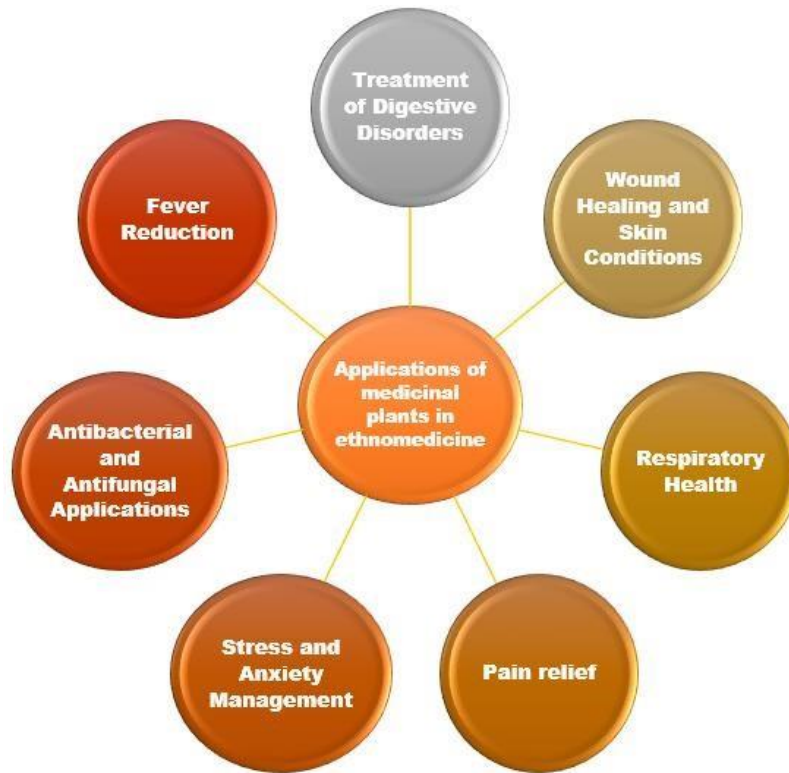 Treatment
of Digestive
Disorders
Wound
Healing and
Skin
Conditions
Respiratory
Health
Pain relief
Stress and
Anxiety
Management
Antibacterial
and
Antifungal
Applications
Fever
Reduction
Applications of
medicinal
plants in
ethnomedicine